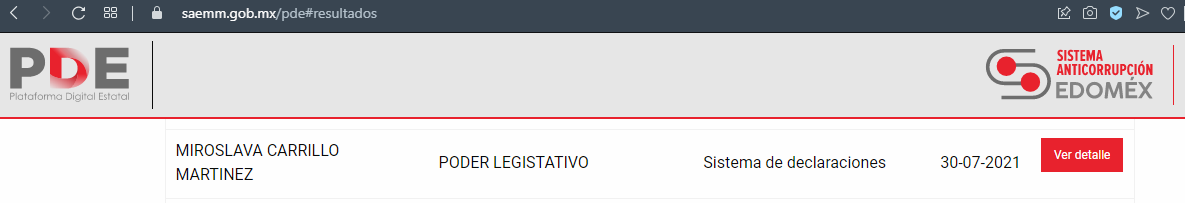 saemm.gob.mx/pde#resultados
PDE
Plataforma Digital Estatal
SISTEMA
ANTICORRUPCIÓN
EDOMÉX
MIROSLAVA CARRILLO
MARTINEZ
PODER LEGISTATIVO
Sistema de declaraciones
30-07-2021
Ver detalle